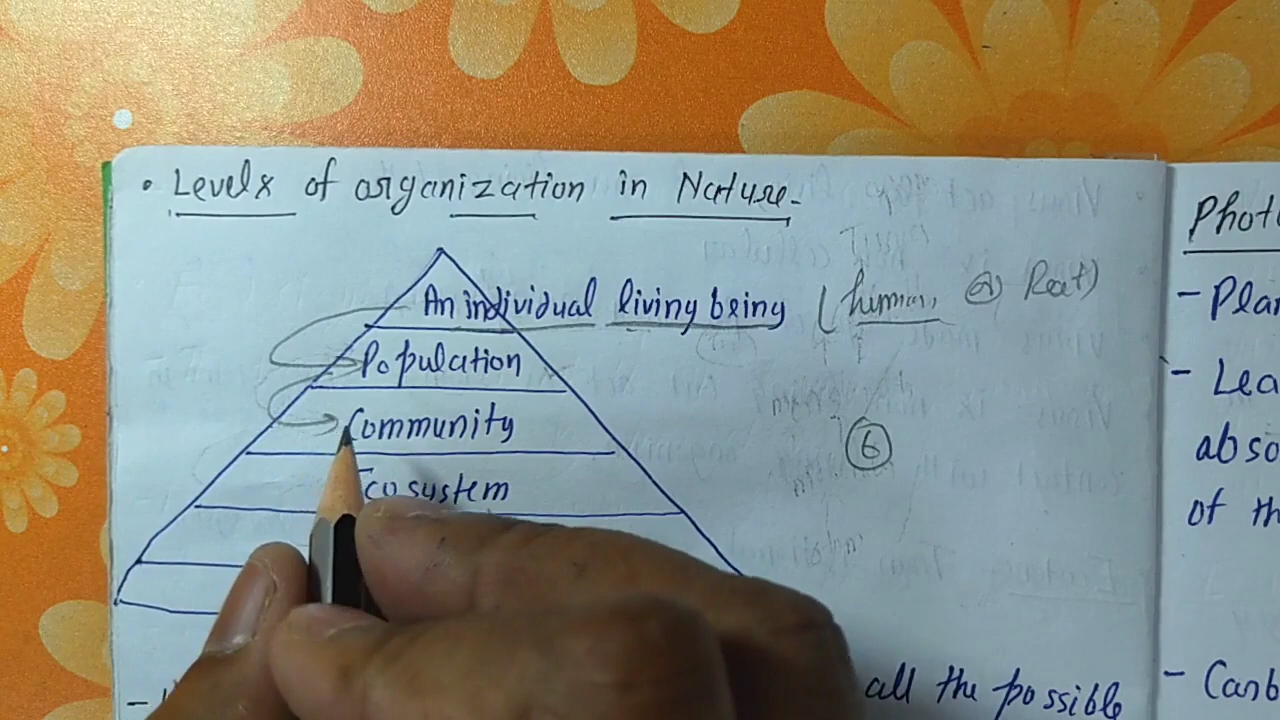 • Levels of organization in Nature-
An individual living being (human, or Rat)
Population
Community
6
Ecosystem
all the possible
Phot
- Plan
- Lea
abso
of th
- Carb